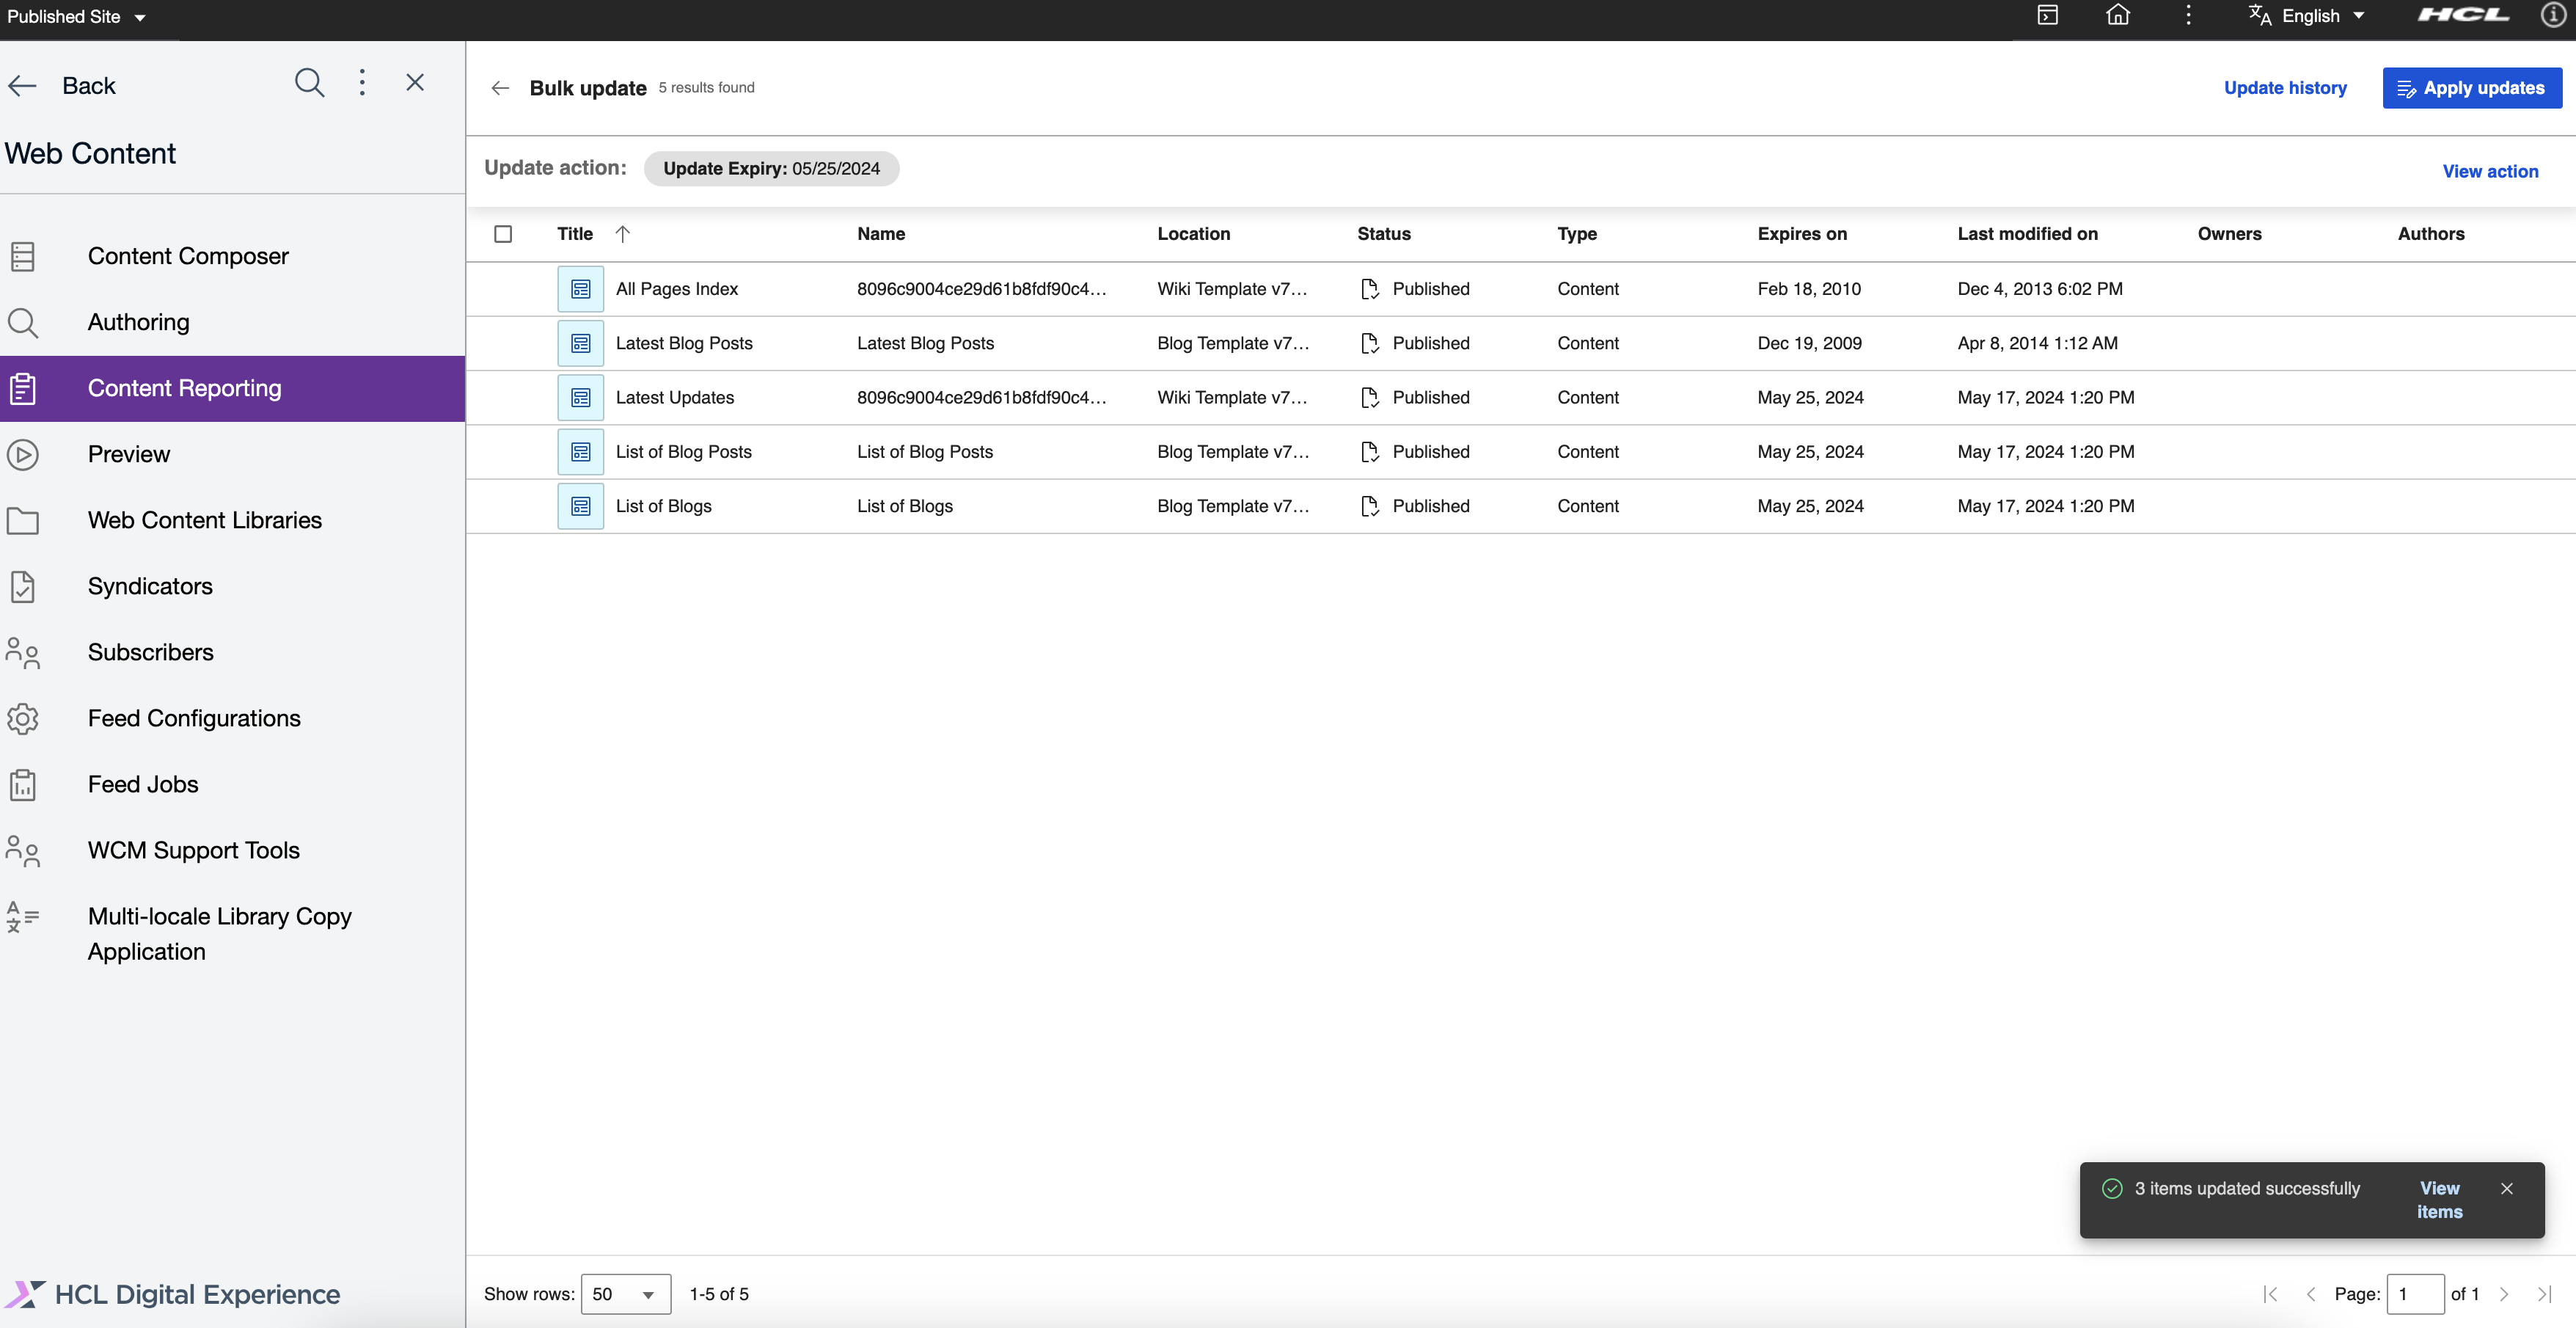 Published Site
English
HCL
Back
Web Content
Content Composer
Authoring
Content Reporting
Preview
Web Content Libraries
Syndicators
Subscribers
Feed Configurations
Feed Jobs
WCM Support Tools
Multi-locale Library Copy
Application
HCL Digital Experience
Bulk update 5 results found
Update history
Apply updates
Update action: Update Expiry: 05/25/2024
View action
Title Name Location Status Type Expires on Last modified on Owners Authors
All Pages Index 8096c9004ce29d61b8fdf90c4... Wiki Template v7... Published Content Feb 18, 2010 Dec 4, 2013 6:02 PM
Latest Blog Posts Latest Blog Posts Blog Template v7... Published Content Dec 19, 2009 Apr 8, 2014 1:12 AM
Latest Updates 8096c9004ce29d61b8fdf90c4... Wiki Template v7... Published Content May 25, 2024 May 17, 2024 1:20 PM
List of Blog Posts List of Blog Posts Blog Template v7... Published Content May 25, 2024 May 17, 2024 1:20 PM
List of Blogs List of Blogs Blog Template v7... Published Content May 25, 2024 May 17, 2024 1:20 PM
3 items updated successfully
View
items
Show rows: 50 1-5 of 5
Page: 1 of 1